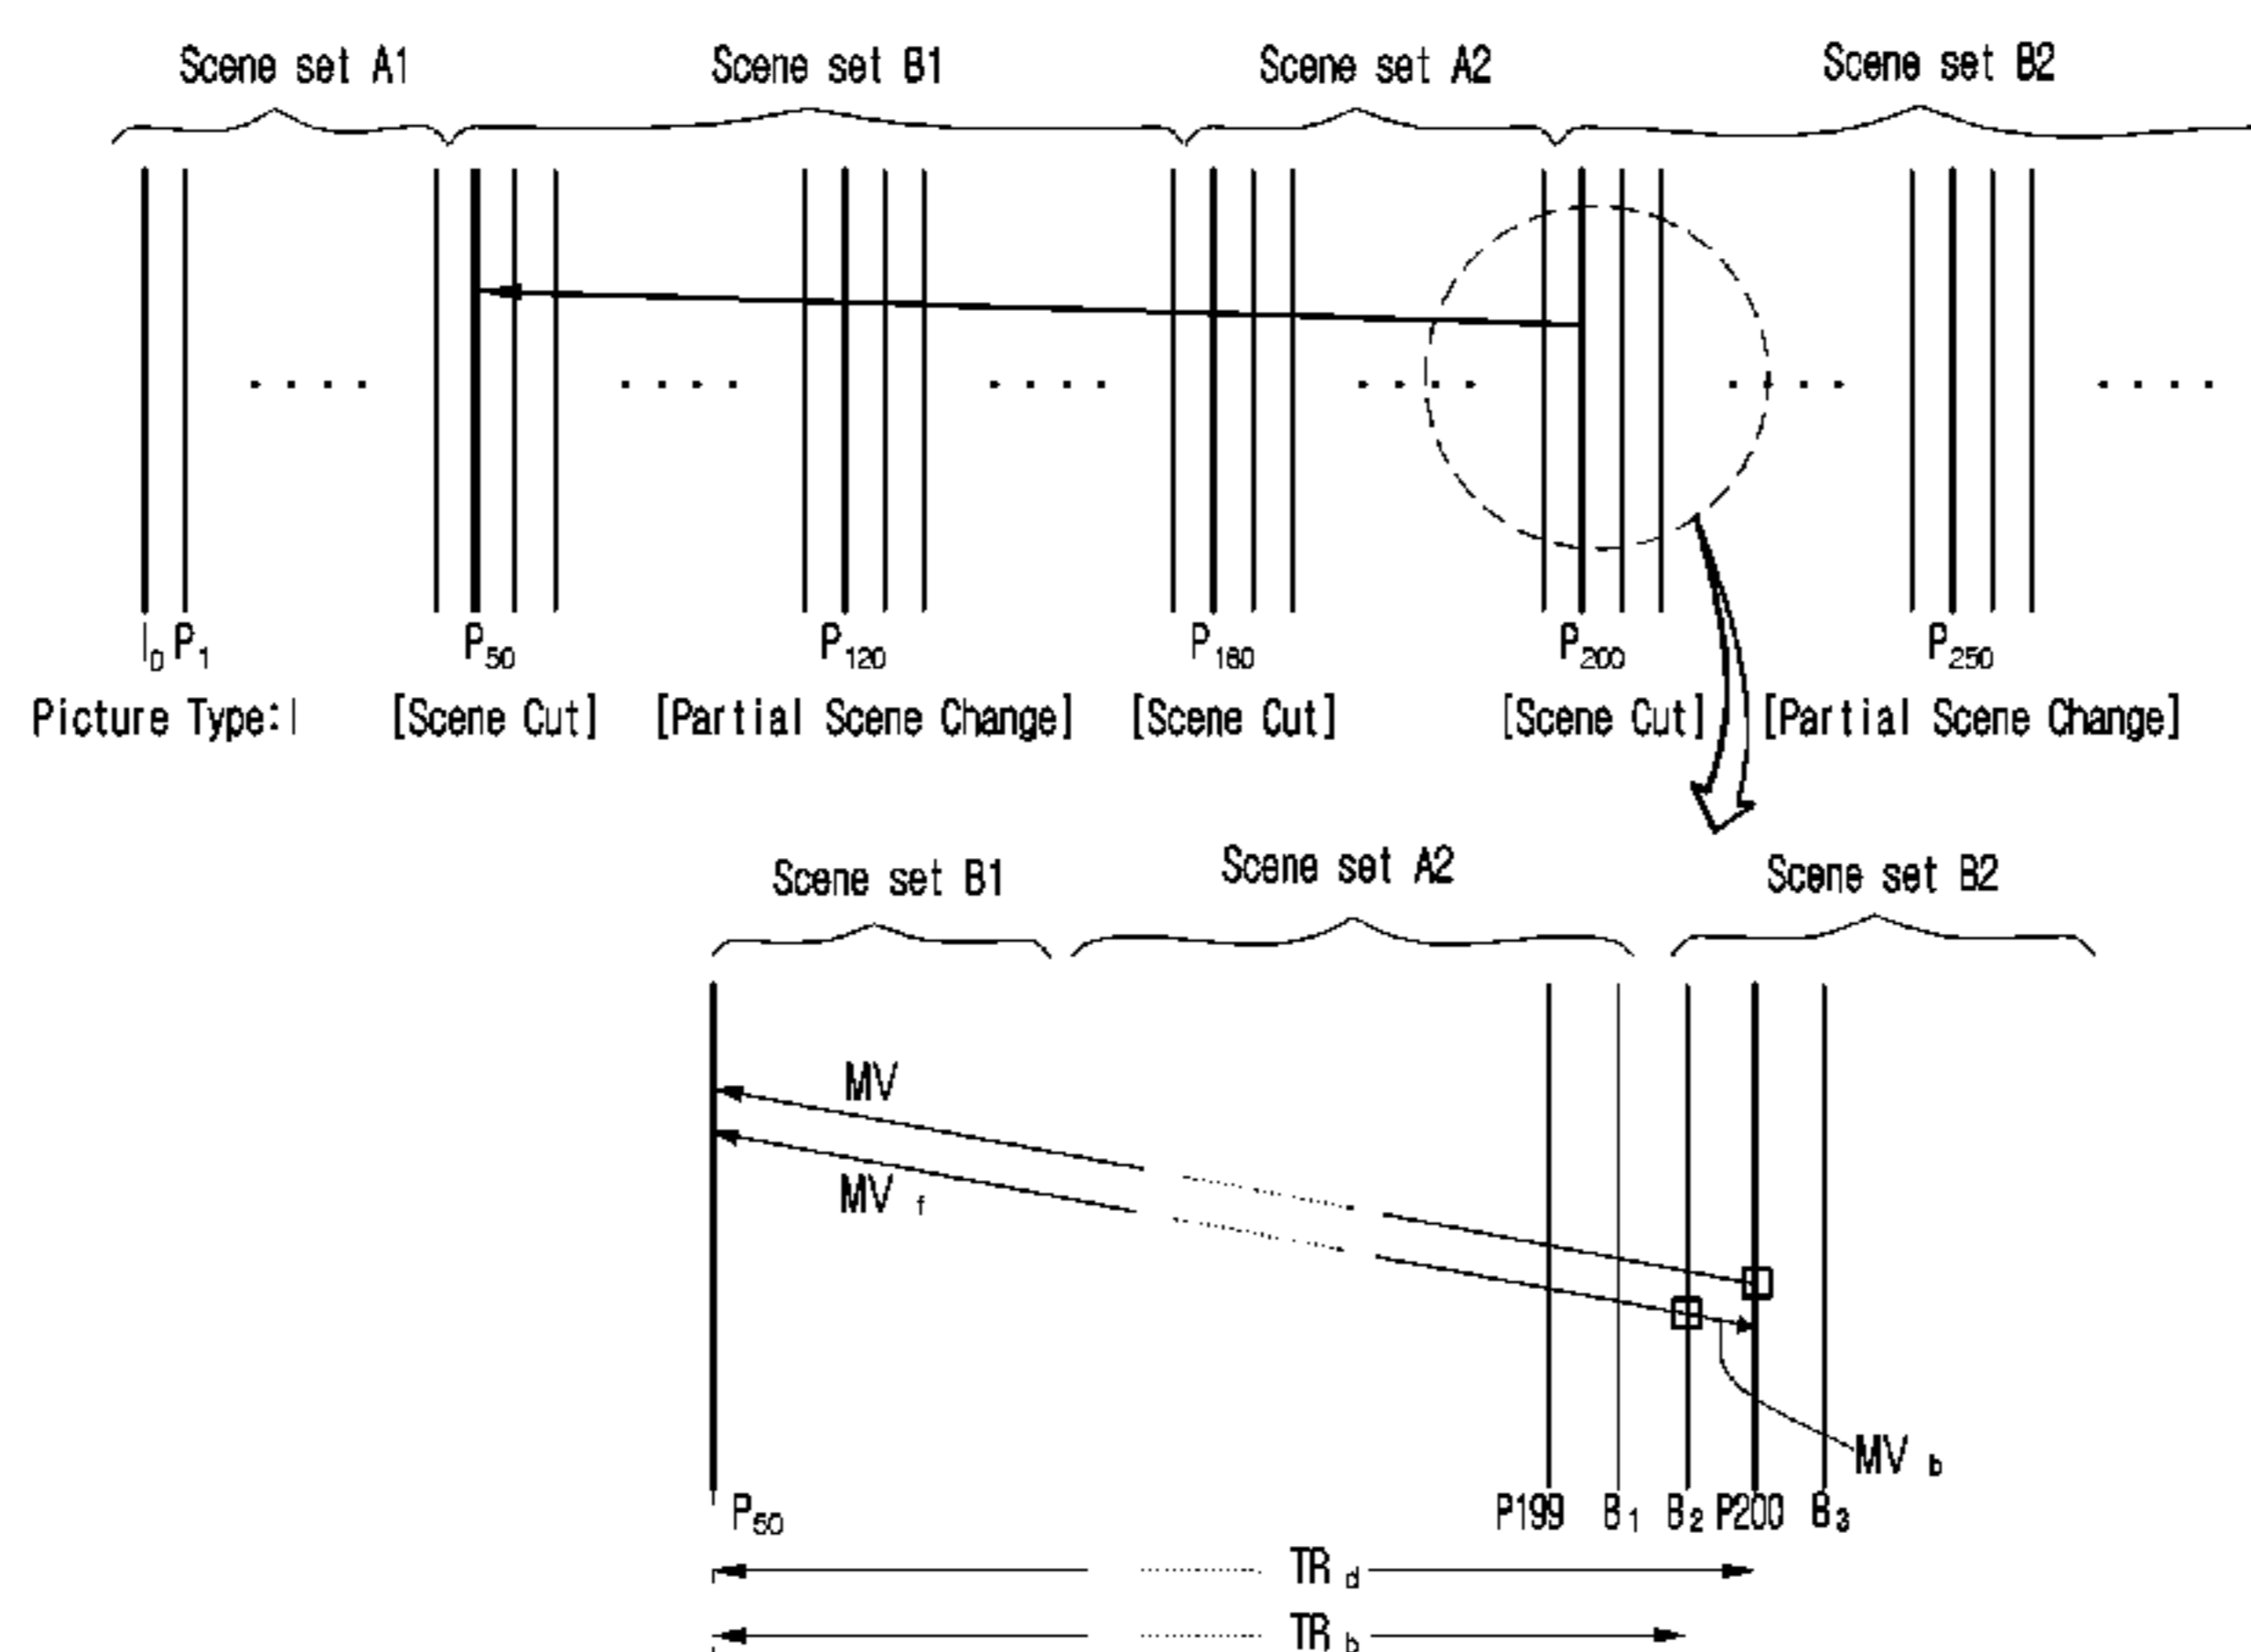 Scene set A1 Scene set B1 Scene set A2 Scene set B2
I0 P1 P50 P120 P160 P200 P250
Picture Type:I [Scene Cut] [Partial Scene Change] [Scene Cut] [Scene Cut] [Partial Scene Change]
Scene set B1 Scene set A2 Scene set B2
MV
MV f
MV b
P50 P199 B1 B2 P200 B3
TR d
TR b